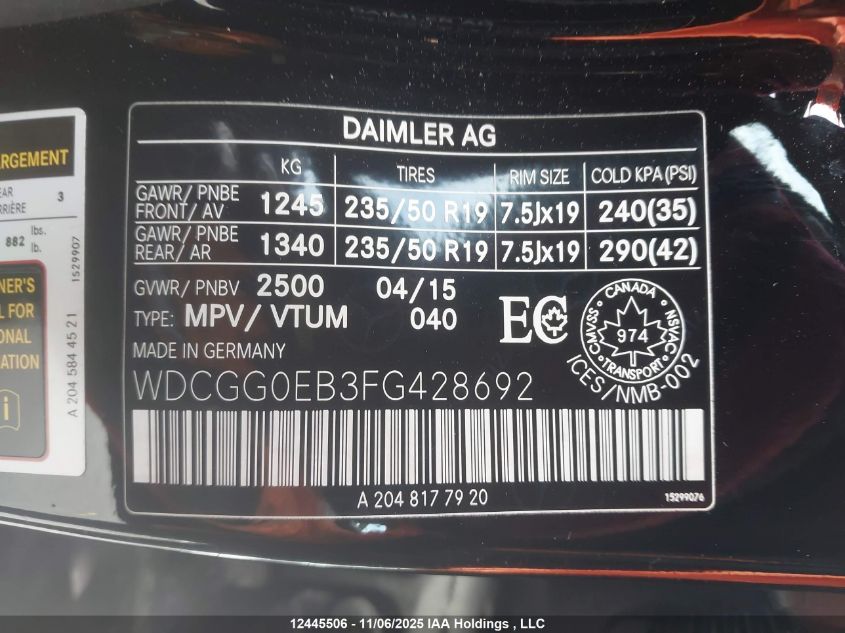 DAIMLER AG
KG TIRES RIM SIZE COLD KPA (PSI)
GAWR/ PNBE FRONT/ AV 1245 235/50 R19 7.5Jx19 240(35)
GAWR/ PNBE REAR/ AR 1340 235/50 R19 7.5Jx19 290(42)
GVWR/ PNBV 2500 04/15
TYPE: MPV/ VTUM 040
EC
MADE IN GERMANY
CANADA
CMVSS NSVAC
974
TRANSPORT
ICES/NMB-002
WDCGG0EB3FG428692
A 204 817 79 20
15299076
ARGEMENT
EAR 3
RRIÈRE
882 lbs.
lb.
1529907
NER'S
L FOR
ONAL
ATION
i
A 204 584 45 21
12445506 - 11/06/2025 IAA Holdings , LLC